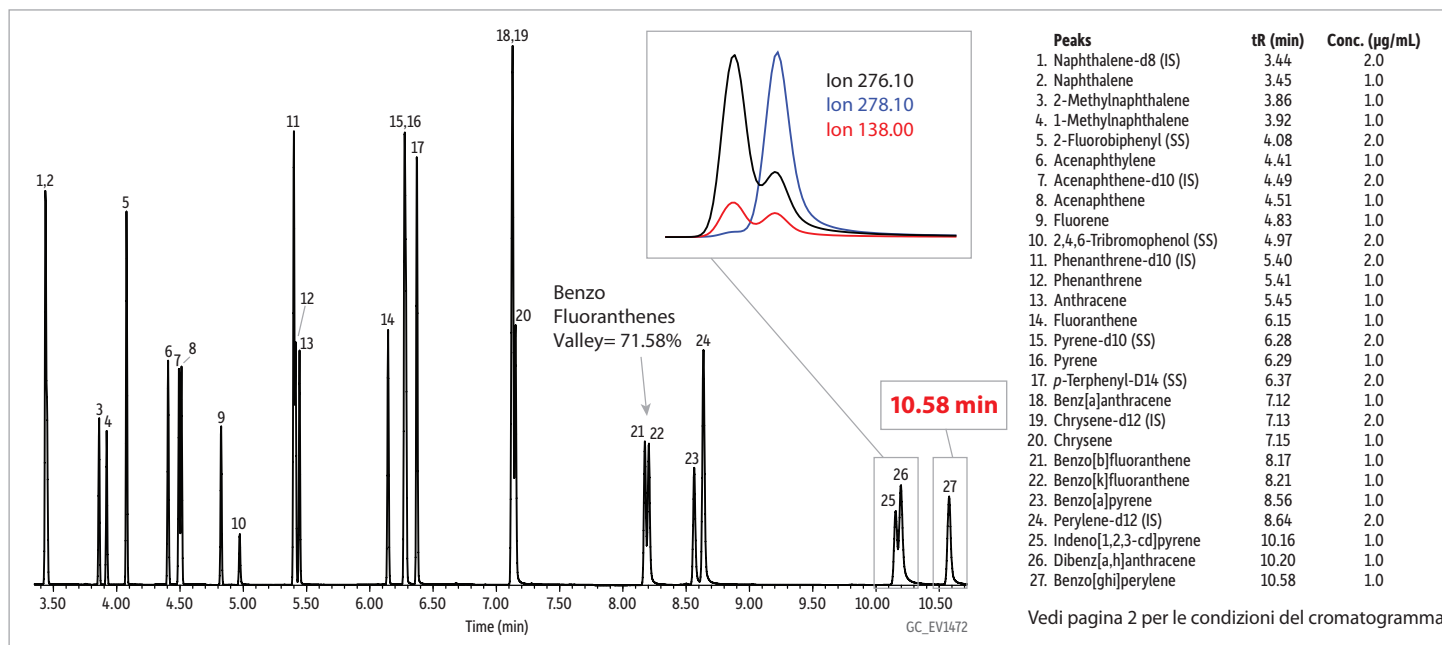 1,2
3
4
5
6
7
8
9
10
11
12
13
14
15,16
17
18,19
20
Benzo
Fluoranthenes
Valley= 71.58%
21
22
23
24
25
26
27
Ion 276.10
Ion 278.10
Ion 138.00
10.58 min
3.50 4.00 4.50 5.00 5.50 6.00 6.50 7.00 7.50 8.00 8.50 9.00 9.50 10.00 10.50
Time (min)
GC_EV1472
Peaks tR (min) Conc. (µg/mL)
1. Naphthalene-d8 (IS) 3.44 2.0
2. Naphthalene 3.45 1.0
3. 2-Methylnaphthalene 3.86 1.0
4. 1-Methylnaphthalene 3.92 1.0
5. 2-Fluorobiphenyl (SS) 4.08 2.0
6. Acenaphthylene 4.41 1.0
7. Acenaphthene-d10 (IS) 4.49 2.0
8. Acenaphthene 4.51 1.0
9. Fluorene 4.83 1.0
10. 2,4,6-Tribromophenol (SS) 4.97 2.0
11. Phenanthrene-d10 (IS) 5.40 2.0
12. Phenanthrene 5.41 1.0
13. Anthracene 5.45 1.0
14. Fluoranthene 6.15 1.0
15. Pyrene-d10 (SS) 6.28 2.0
16. Pyrene 6.29 1.0
17. p-Terphenyl-D14 (SS) 6.37 2.0
18. Benz[a]anthracene 7.12 1.0
19. Chrysene-d12 (IS) 7.13 2.0
20. Chrysene 7.15 1.0
21. Benzo[b]fluoranthene 8.17 1.0
22. Benzo[k]fluoranthene 8.21 1.0
23. Benzo[a]pyrene 8.56 1.0
24. Perylene-d12 (IS) 8.64 2.0
25. Indeno[1,2,3-cd]pyrene 10.16 1.0
26. Dibenz[a,h]anthracene 10.20 1.0
27. Benzo[ghi]perylene 10.58 1.0
Vedi pagina 2 per le condizioni del cromatogramma